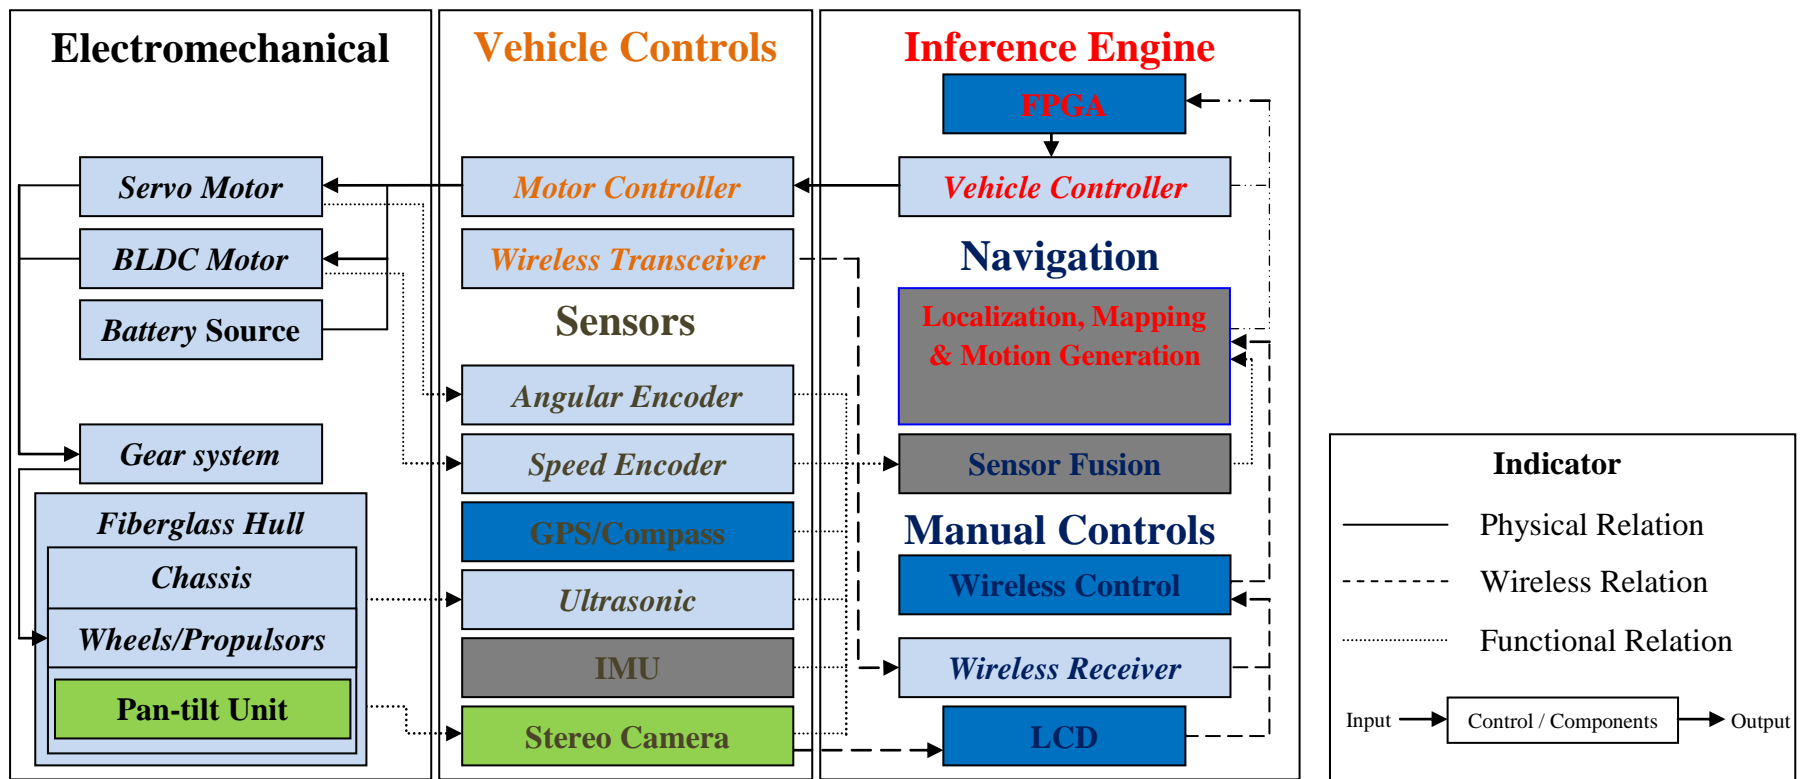 Electromechanical
Servo Motor
BLDC Motor
Battery Source
Gear system
Fiberglass Hull
Chassis
Wheels/Propulsors
Pan-tilt Unit
Vehicle Controls
Motor Controller
Wireless Transceiver
Sensors
Angular Encoder
Speed Encoder
GPS/Compass
Ultrasonic
IMU
Stereo Camera
Inference Engine
FPGA
Vehicle Controller
Navigation
Localization, Mapping
& Motion Generation
Sensor Fusion
Manual Controls
Wireless Control
Wireless Receiver
LCD
Indicator
Physical Relation
Wireless Relation
Functional Relation
Input
Control / Components
Output